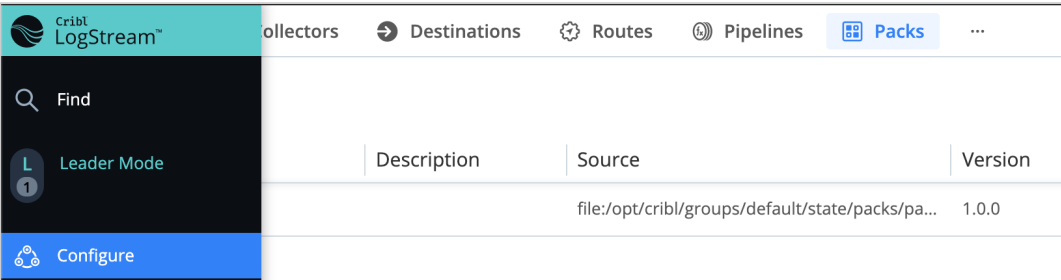 Cribl
LogStream™
ollectors
Destinations
Routes
Pipelines
Packs
...
Find
L
1
Leader Mode
Description
Source
Version
file:/opt/cribl/groups/default/state/packs/pa...
1.0.0
Configure